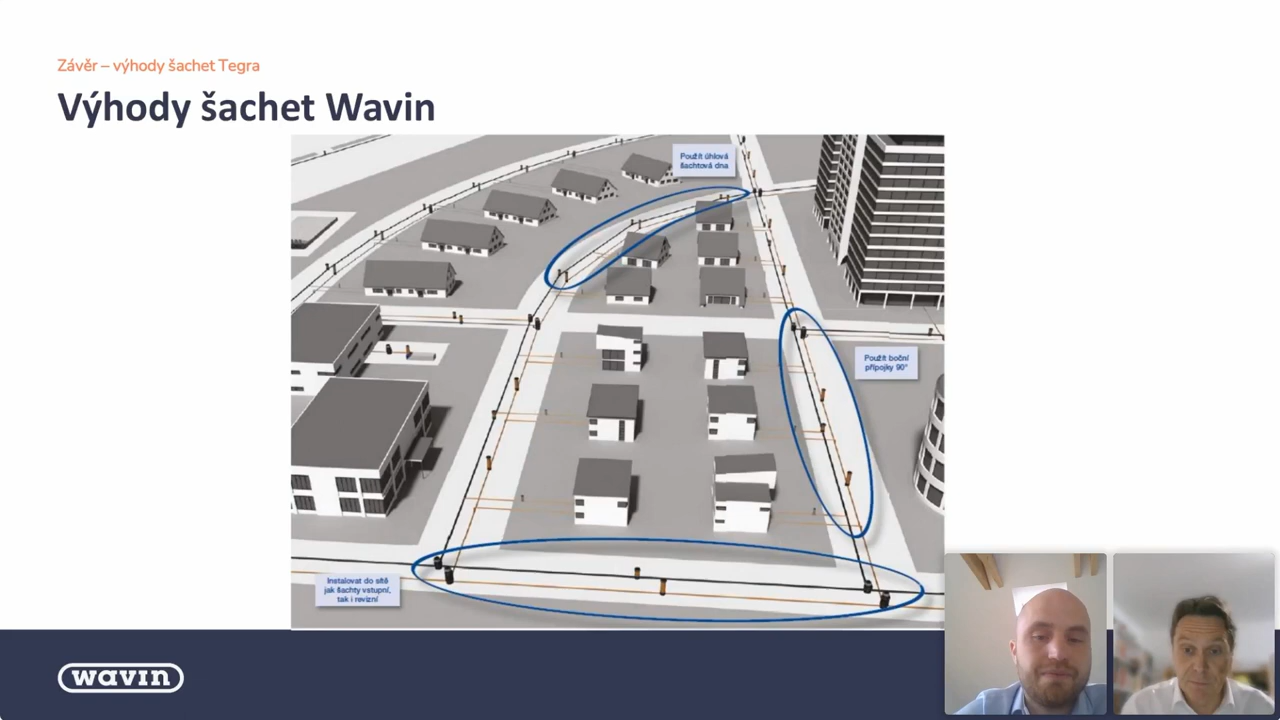 Závěr – výhody šachet Tegra
Výhody šachet Wavin
Použít úhlová
šachtová dna
Použít boční
přípojky 90°
Instalovat do sítě
jak šachty vstupní,
tak i revizní
wavin